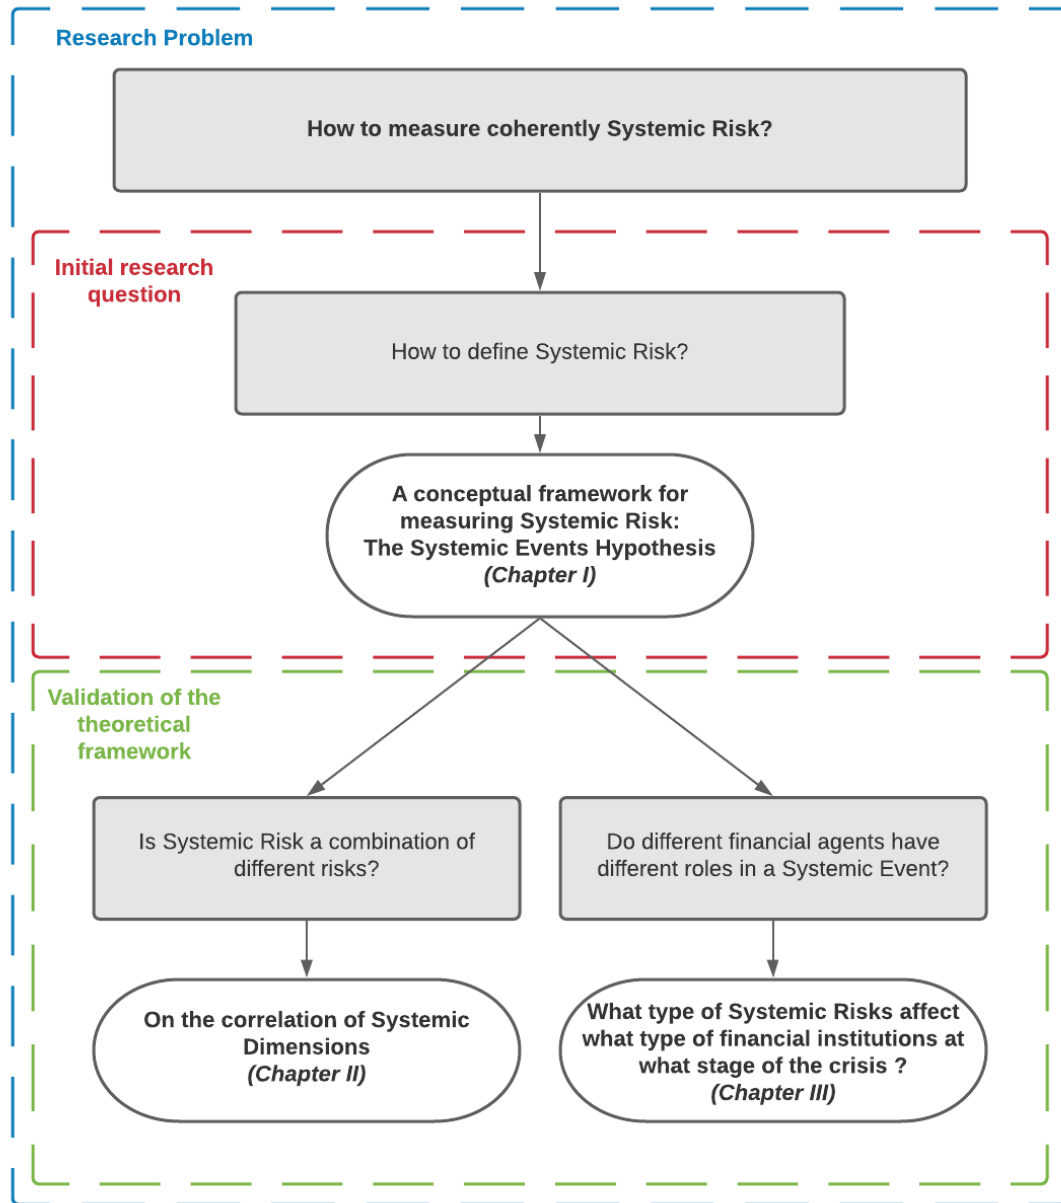 Research Problem
How to measure coherently Systemic Risk?
Initial research
question
How to define Systemic Risk?
A conceptual framework for
measuring Systemic Risk:
The Systemic Events Hypothesis
(Chapter I)
Validation of the
theoretical
framework
Is Systemic Risk a combination of
different risks?
Do different financial agents have
different roles in a Systemic Event?
On the correlation of Systemic
Dimensions
(Chapter II)
What type of Systemic Risks affect
what type of financial institutions at
what stage of the crisis ?
(Chapter III)